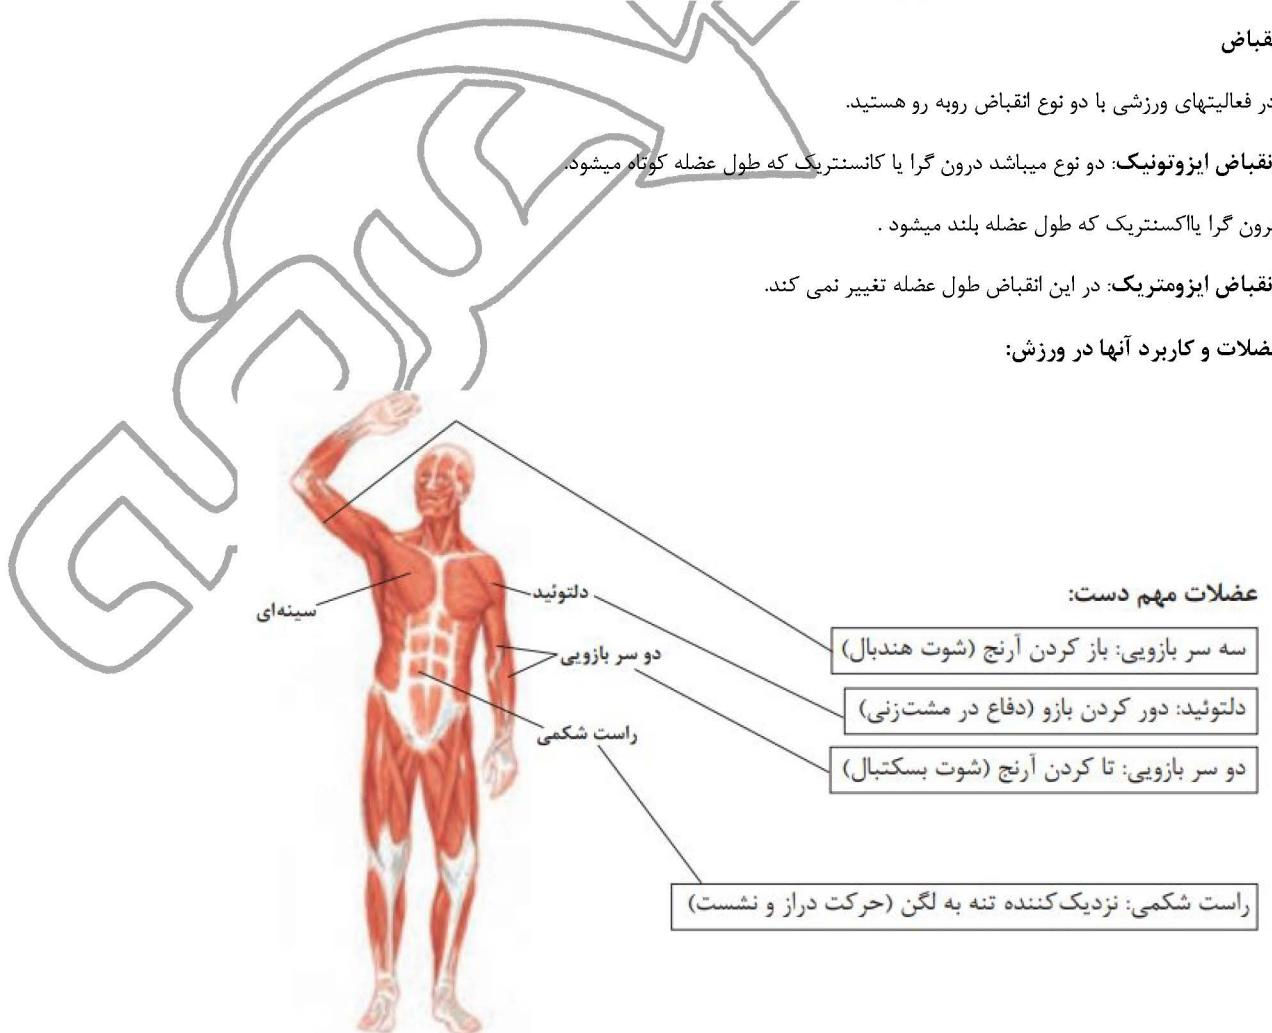 نقباض
در فعالیتهای ورزشی با دو نوع انقباض روبه رو هستید.
نقباض ایزوتونیک: دو نوع میباشد درون گرا یا کانسنتریک که طول عضله کوتاه میشود.
رون گرا یااکسنتریک که طول عضله بلند میشود .
نقباض ایزومتریک: در این انقباض طول عضله تغییر نمی کند.
ضلات و کاربرد آنها در ورزش:
عضلات مهم دست:
سینه‌ای
دلتوئید
سه سر بازویی: باز کردن آرنج (شوت هندبال)
دو سر بازویی
دلتوئید: دور کردن بازو (دفاع در مشت‌زنی)
راست شکمی
دو سر بازویی: تا کردن آرنج (شوت بسکتبال)
راست شکمی: نزدیک‌کننده تنه به لگن (حرکت دراز و نشست)